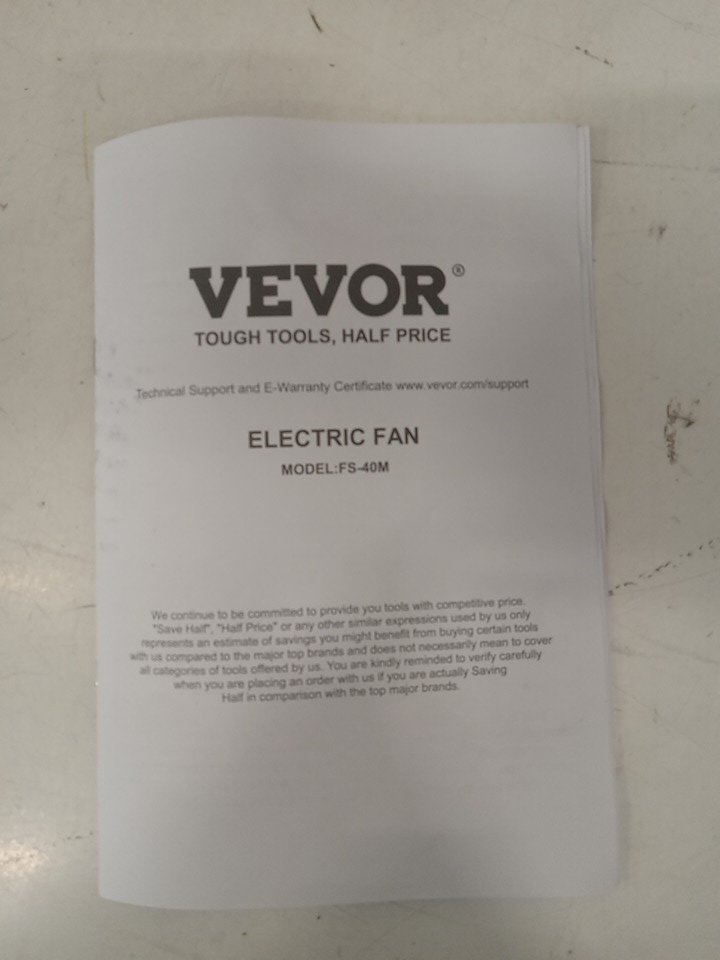 VEVOR®
TOUGH TOOLS, HALF PRICE
Technical Support and E-Warranty Certificate www.vevor.com/support
ELECTRIC FAN
MODEL:FS-40M
We continue to be committed to provide you tools with competitive price.
"Save Half", "Half Price" or any other similar expressions used by us only
represents an estimate of savings you might benefit from buying certain tools
with us compared to the major top brands and does not necessarily mean to cover
all categories of tools offered by us. You are kindly reminded to verify carefully
when you are placing an order with us if you are actually Saving
Half in comparison with the top major brands.